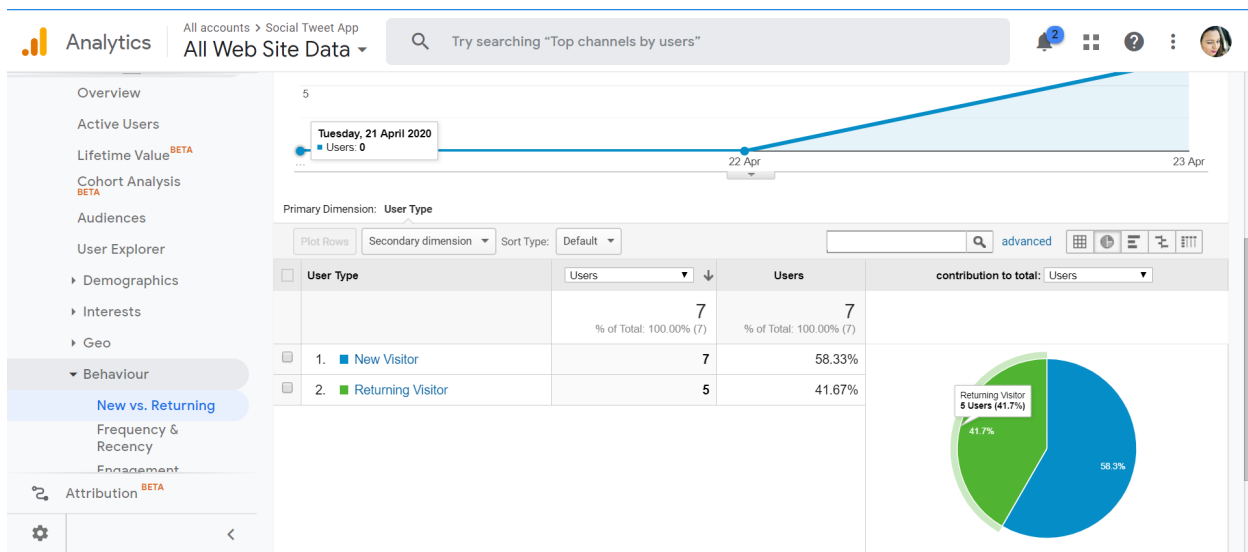 All accounts > Social Tweet App
Analytics
All Web Site Data
Try searching “Top channels by users”
2
Overview
Active Users
Lifetime Value BETA
Cohort Analysis
BETA
Audiences
User Explorer
Demographics
Interests
Geo
Behaviour
New vs. Returning
Frequency &
Recency
Engagement
Attribution BETA
5
Tuesday, 21 April 2020
Users: 0
...
22 Apr
23 Apr
Primary Dimension: User Type
Plot Rows Secondary dimension Sort Type: Default advanced
User Type Users Users contribution to total: Users
7 7
% of Total: 100.00% (7) % of Total: 100.00% (7)
1. New Visitor 7 58.33%
2. Returning Visitor 5 41.67%
Returning Visitor
5 Users (41.7%)
41.7%
58.3%